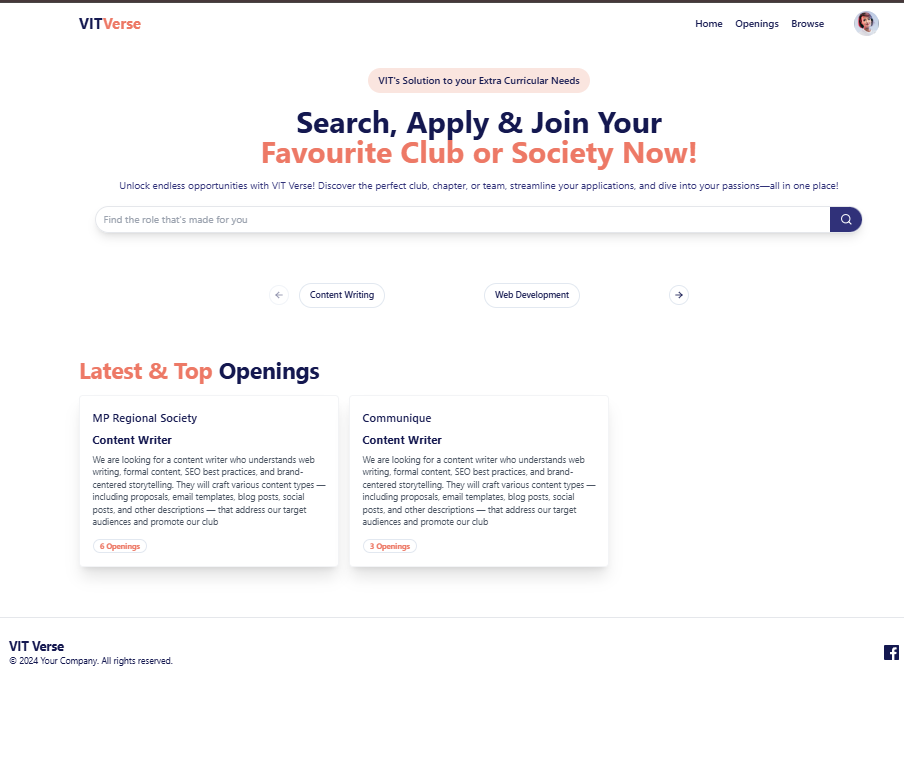 VITVerse
Home Openings Browse
VIT's Solution to your Extra Curricular Needs
Search, Apply & Join Your
Favourite Club or Society Now!
Unlock endless opportunities with VIT Verse! Discover the perfect club, chapter, or team, streamline your applications, and dive into your passions—all in one place!
Find the role that's made for you
Content Writing
Web Development
Latest & Top Openings
MP Regional Society
Content Writer
We are looking for a content writer who understands web
writing, formal content, SEO best practices, and brand-
centered storytelling. They will craft various content types —
including proposals, email templates, blog posts, social
posts, and other descriptions — that address our target
audiences and promote our club
6 Openings
Communique
Content Writer
We are looking for a content writer who understands web
writing, formal content, SEO best practices, and brand-
centered storytelling. They will craft various content types —
including proposals, email templates, blog posts, social
posts, and other descriptions — that address our target
audiences and promote our club
3 Openings
VIT Verse
© 2024 Your Company. All rights reserved.